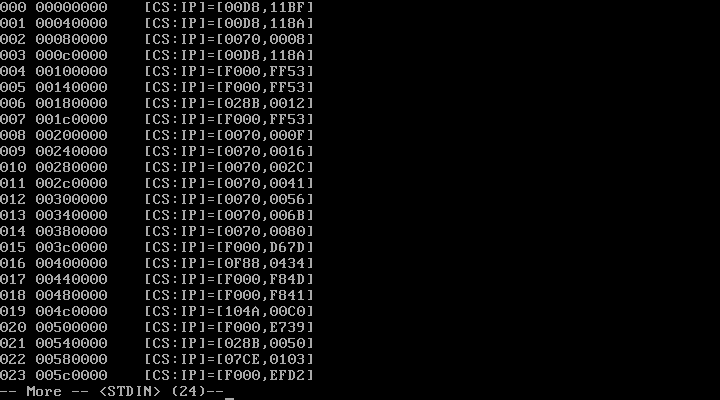 000 00000000    [CS:IP]=[00D8,11BF]
001 00040000    [CS:IP]=[00D8,118A]
002 00080000    [CS:IP]=[0070,0008]
003 000c0000    [CS:IP]=[00D8,118A]
004 00100000    [CS:IP]=[F000,FF53]
005 00140000    [CS:IP]=[F000,FF53]
006 00180000    [CS:IP]=[028B,0012]
007 001c0000    [CS:IP]=[F000,FF53]
008 00200000    [CS:IP]=[0070,000F]
009 00240000    [CS:IP]=[0070,0016]
010 00280000    [CS:IP]=[0070,002C]
011 002c0000    [CS:IP]=[0070,0041]
012 00300000    [CS:IP]=[0070,0056]
013 00340000    [CS:IP]=[0070,006B]
014 00380000    [CS:IP]=[0070,0080]
015 003c0000    [CS:IP]=[F000,D67D]
016 00400000    [CS:IP]=[0F88,0434]
017 00440000    [CS:IP]=[F000,F84D]
018 00480000    [CS:IP]=[F000,F841]
019 004c0000    [CS:IP]=[104A,00C0]
020 00500000    [CS:IP]=[F000,E739]
021 00540000    [CS:IP]=[028B,0050]
022 00580000    [CS:IP]=[07CE,0103]
023 005c0000    [CS:IP]=[F000,EFD2]
-- More -- <STDIN> (24)--_